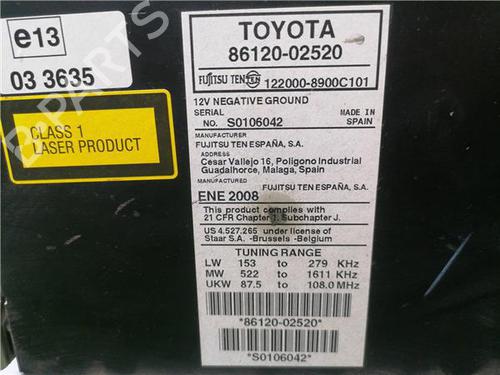 e13
03 3635
CLASS 1
LASER PRODUCT
TOYOTA
86120-02520
FUJITSU TEN TEN 122000-8900C101
12V NEGATIVE GROUND
SERIAL
NO. S0106042
MADE IN
SPAIN
MANUFACTURER
FUJITSU TEN ESPAÑA, S.A.
ADDRESS
Cesar Vallejo 16, Poligono Industrial
Guadalhorce, Malaga, Spain
MANUFACTURED
FUJITSU TEN ESPAÑA, S.A.
ENE 2008
This product complies with
21 CFR Chapter 1. Subchapter J.
US 4.527.265 under license of
Staar S.A. -Brussels -Belgium
TUNING RANGE
LW 153 to 279 KHz
MW 522 to 1611 KHz
UKW 87.5 to 108.0 MHz
*86120-02520*
*S0106042*
B-PARTS